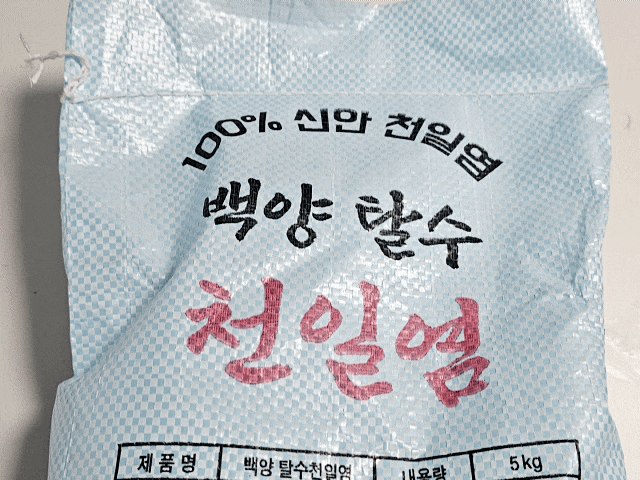 100% 신안 천일염
백양 탈수
천일염
제품명 백양 탈수천일염 내용량 5kg